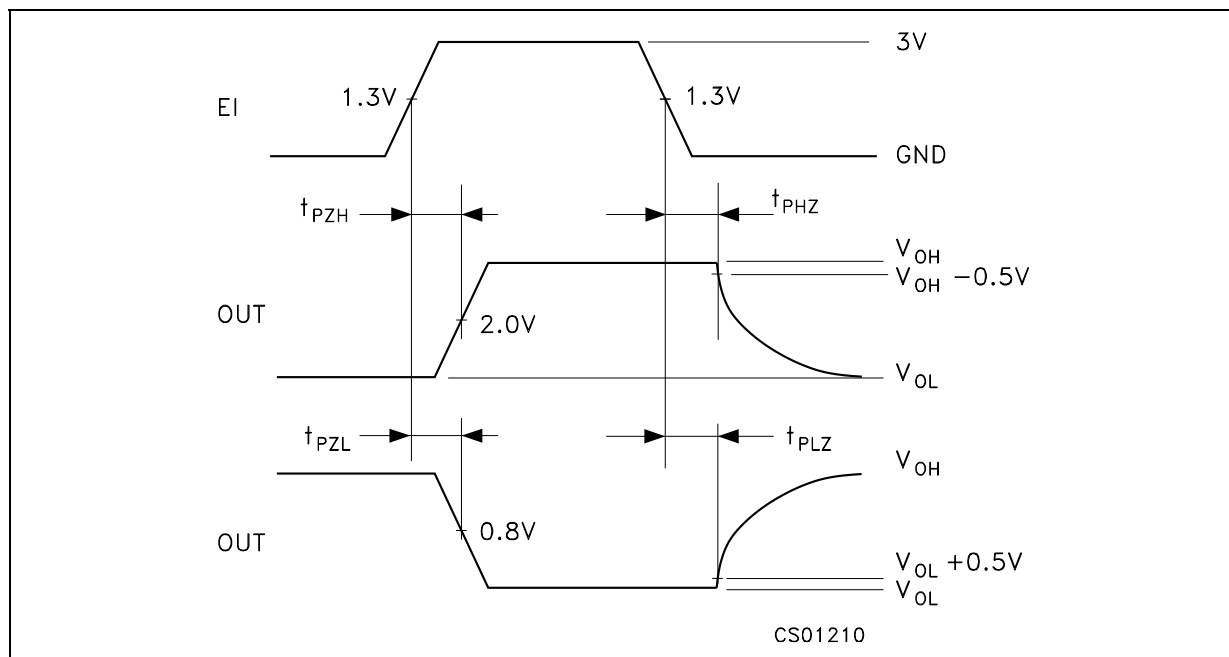 3V
1.3V
1.3V
EI
GND
tPZH
tPHZ
VOH
VOH −0.5V
OUT
2.0V
VOL
tPZL
tPLZ
VOH
0.8V
OUT
VOL +0.5V
VOL
CS01210